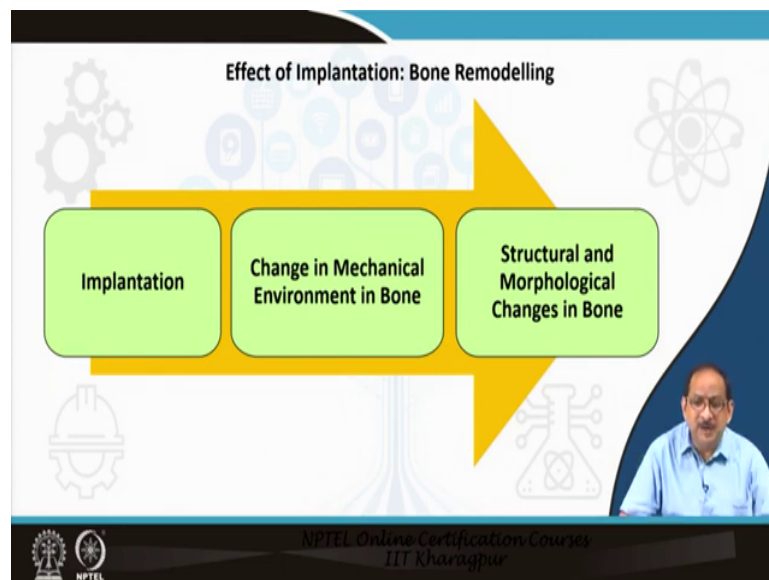 Effect of Implantation: Bone Remodelling
Implantation
Change in Mechanical
Environment in Bone
Structural and
Morphological
Changes in Bone
NPTEL Online Certification Courses
IIT Kharagpur
NPTEL